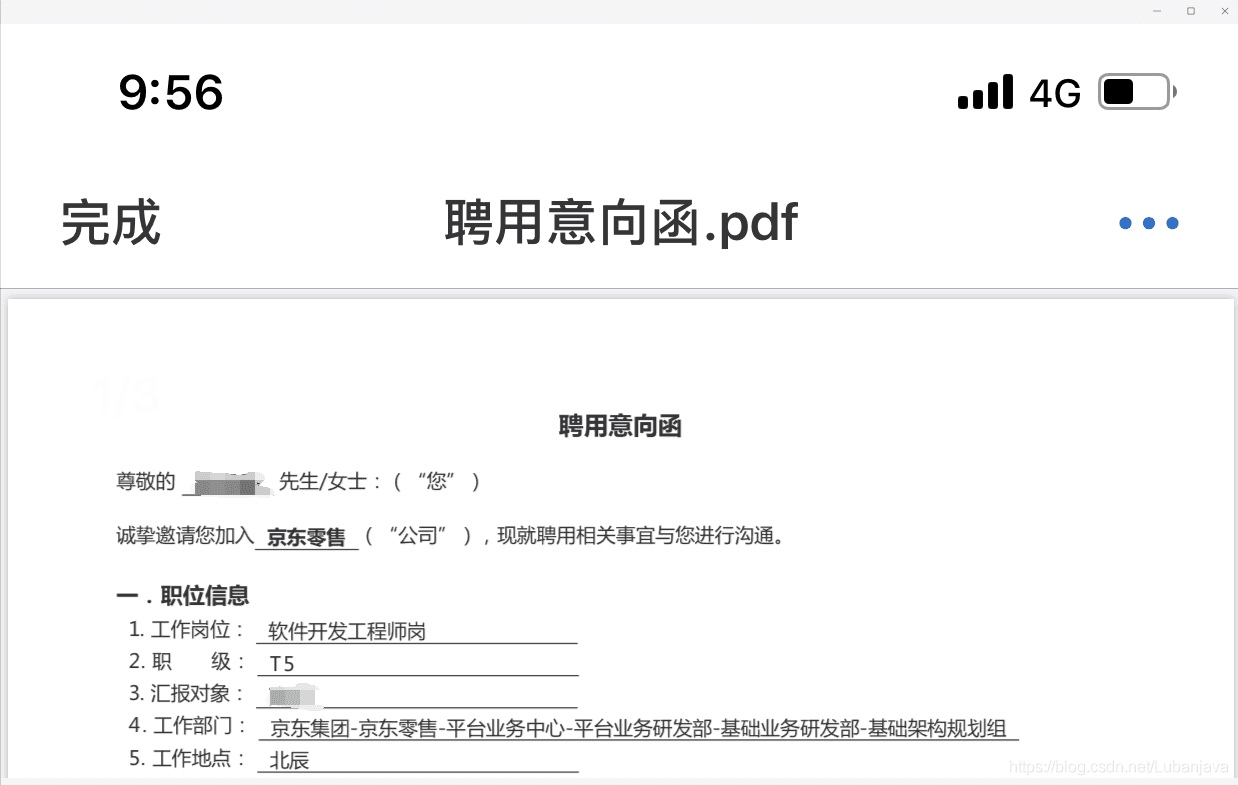 9:56 4G
完成 聘用意向函.pdf
1/3
聘用意向函
尊敬的 先生/女士：（“您”）
诚挚邀请您加入 京东零售 （“公司”），现就聘用相关事宜与您进行沟通。
一．职位信息
1. 工作岗位： 软件开发工程师岗
2. 职 级： T5
3. 汇报对象：
4. 工作部门： 京东集团-京东零售-平台业务中心-平台业务研发部-基础业务研发部-基础架构规划组
5. 工作地点： 北辰
https://blog.csdn.net/Lubanjava